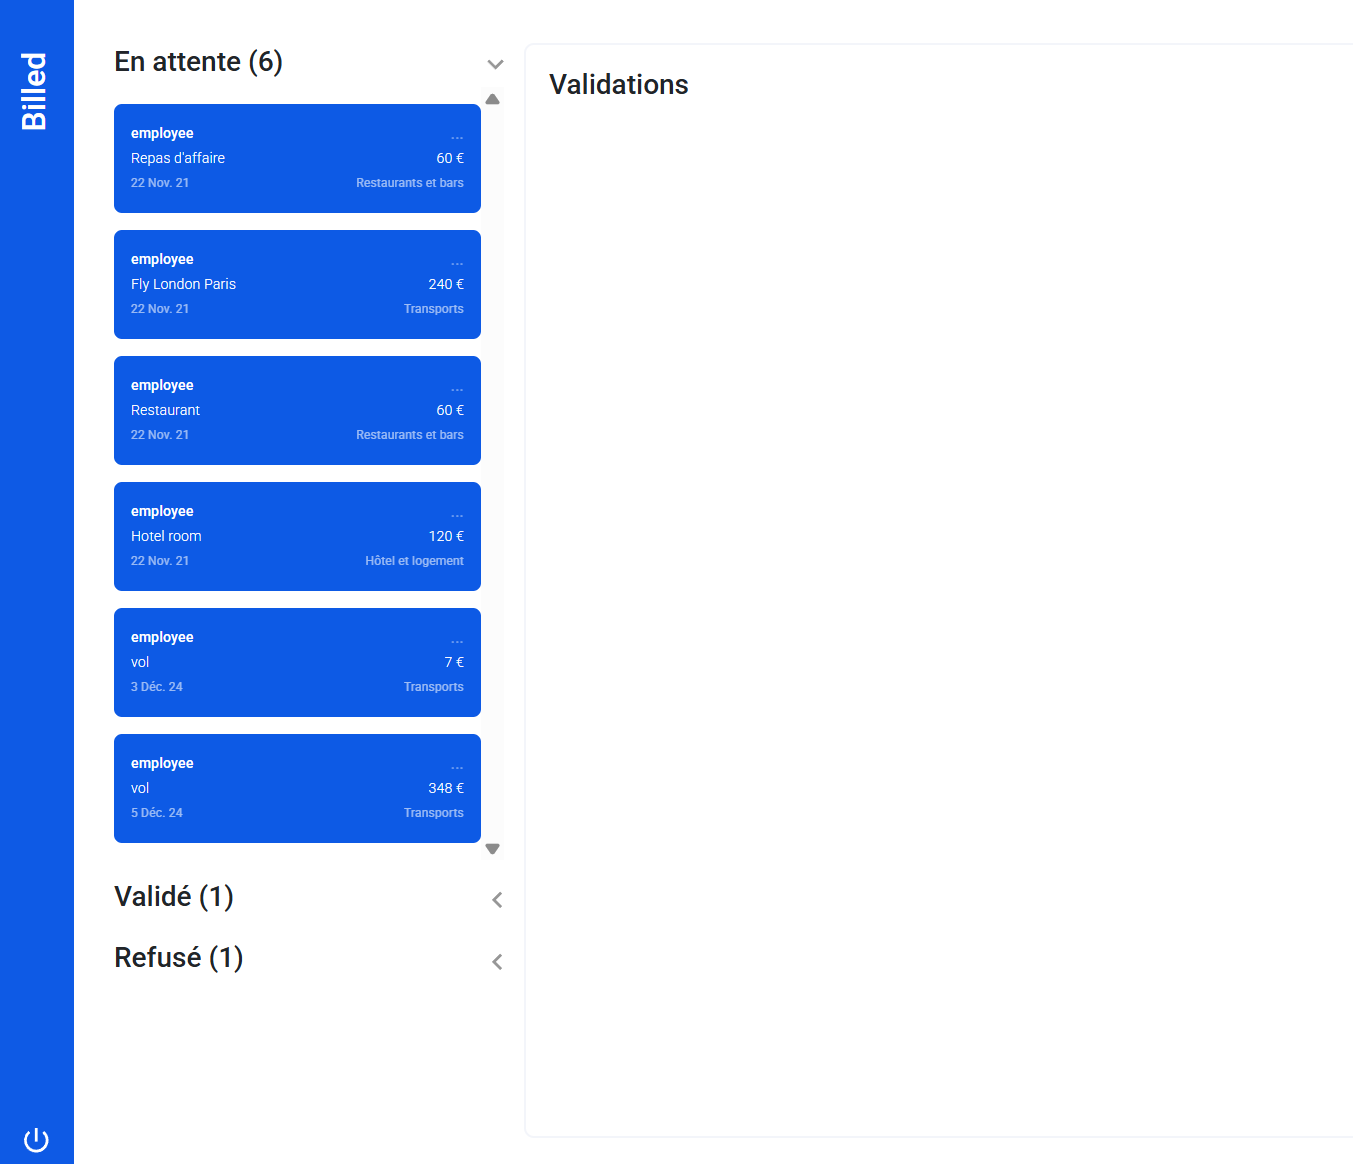 Billed
En attente (6)
employee ...
Repas d'affaire 60 €
22 Nov. 21 Restaurants et bars
employee ...
Fly London Paris 240 €
22 Nov. 21 Transports
employee ...
Restaurant 60 €
22 Nov. 21 Restaurants et bars
employee ...
Hotel room 120 €
22 Nov. 21 Hôtel et logement
employee ...
vol 7 €
3 Déc. 24 Transports
employee ...
vol 348 €
5 Déc. 24 Transports
Validé (1)
Refusé (1)
Validations